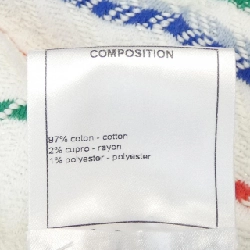 COMPOSITION
97% coton - cotton
2% cupro - rayon
1% polyester - polyester